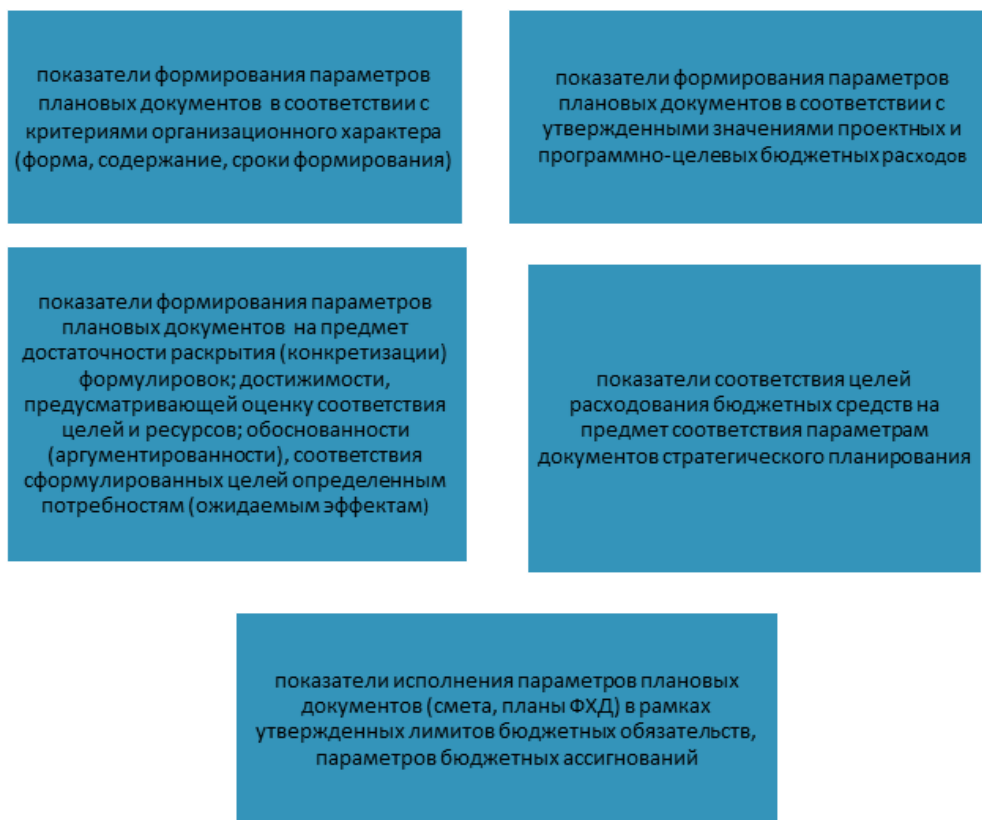 показатели формирования параметров
плановых документов в соответствии с
критериями организационного характера
(форма, содержание, сроки формирования)
показатели формирования параметров
плановых документов в соответствии с
утвержденными значениями проектных и
программно-целевых бюджетных расходов
показатели формирования параметров
плановых документов на предмет
достаточности раскрытия (конкретизации)
формулировок; достижимости,
предусматривающей оценку соответствия
целей и ресурсов; обоснованности
(аргументированности), соответствия
сформулированных целей определенным
потребностям (ожидаемым эффектам)
показатели соответствия целей
расходования бюджетных средств на
предмет соответствия параметрам
документов стратегического планирования
показатели исполнения параметров плановых
документов (смета, планы ФХД) в рамках
утвержденных лимитов бюджетных обязательств,
параметров бюджетных ассигнований